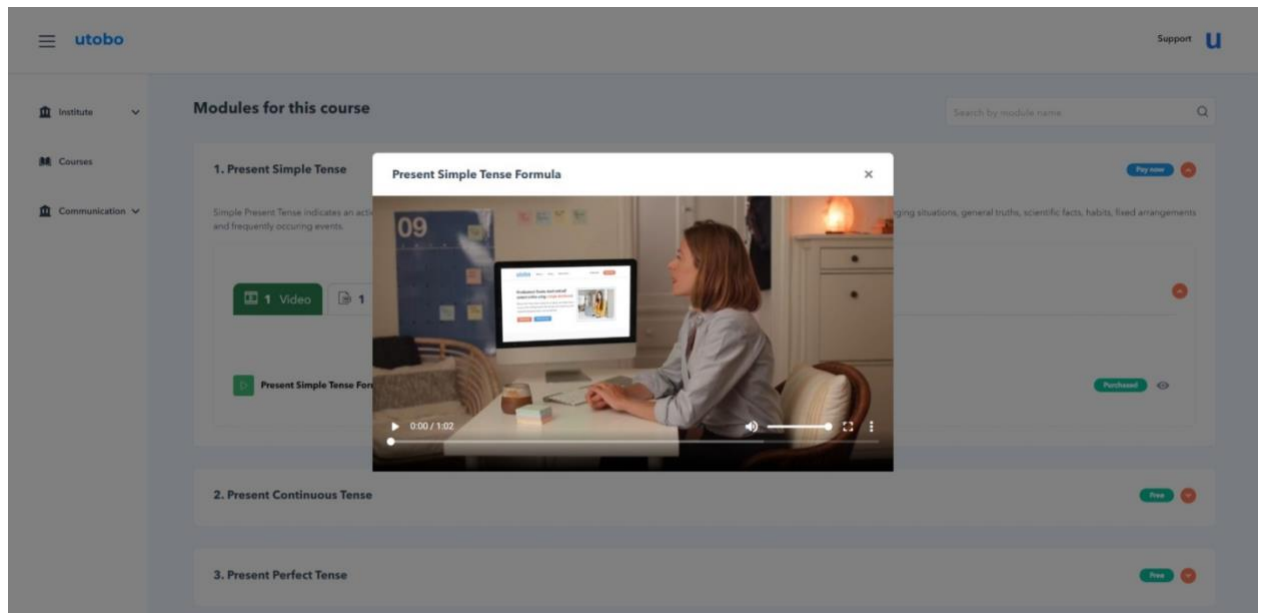 utobo
Support
Institute
Courses
Communication
Modules for this course
Search by module name
1. Present Simple Tense
Pay now
Present Simple Tense Formula
Simple Present Tense indicates an acti
ging situations, general truths, scientific facts, habits, fixed arrangements
and frequently occuring events.
09
1 Video
1
Present Simple Tense For
Purchased
0:00 / 1:02
2. Present Continuous Tense
Free
3. Present Perfect Tense
Free